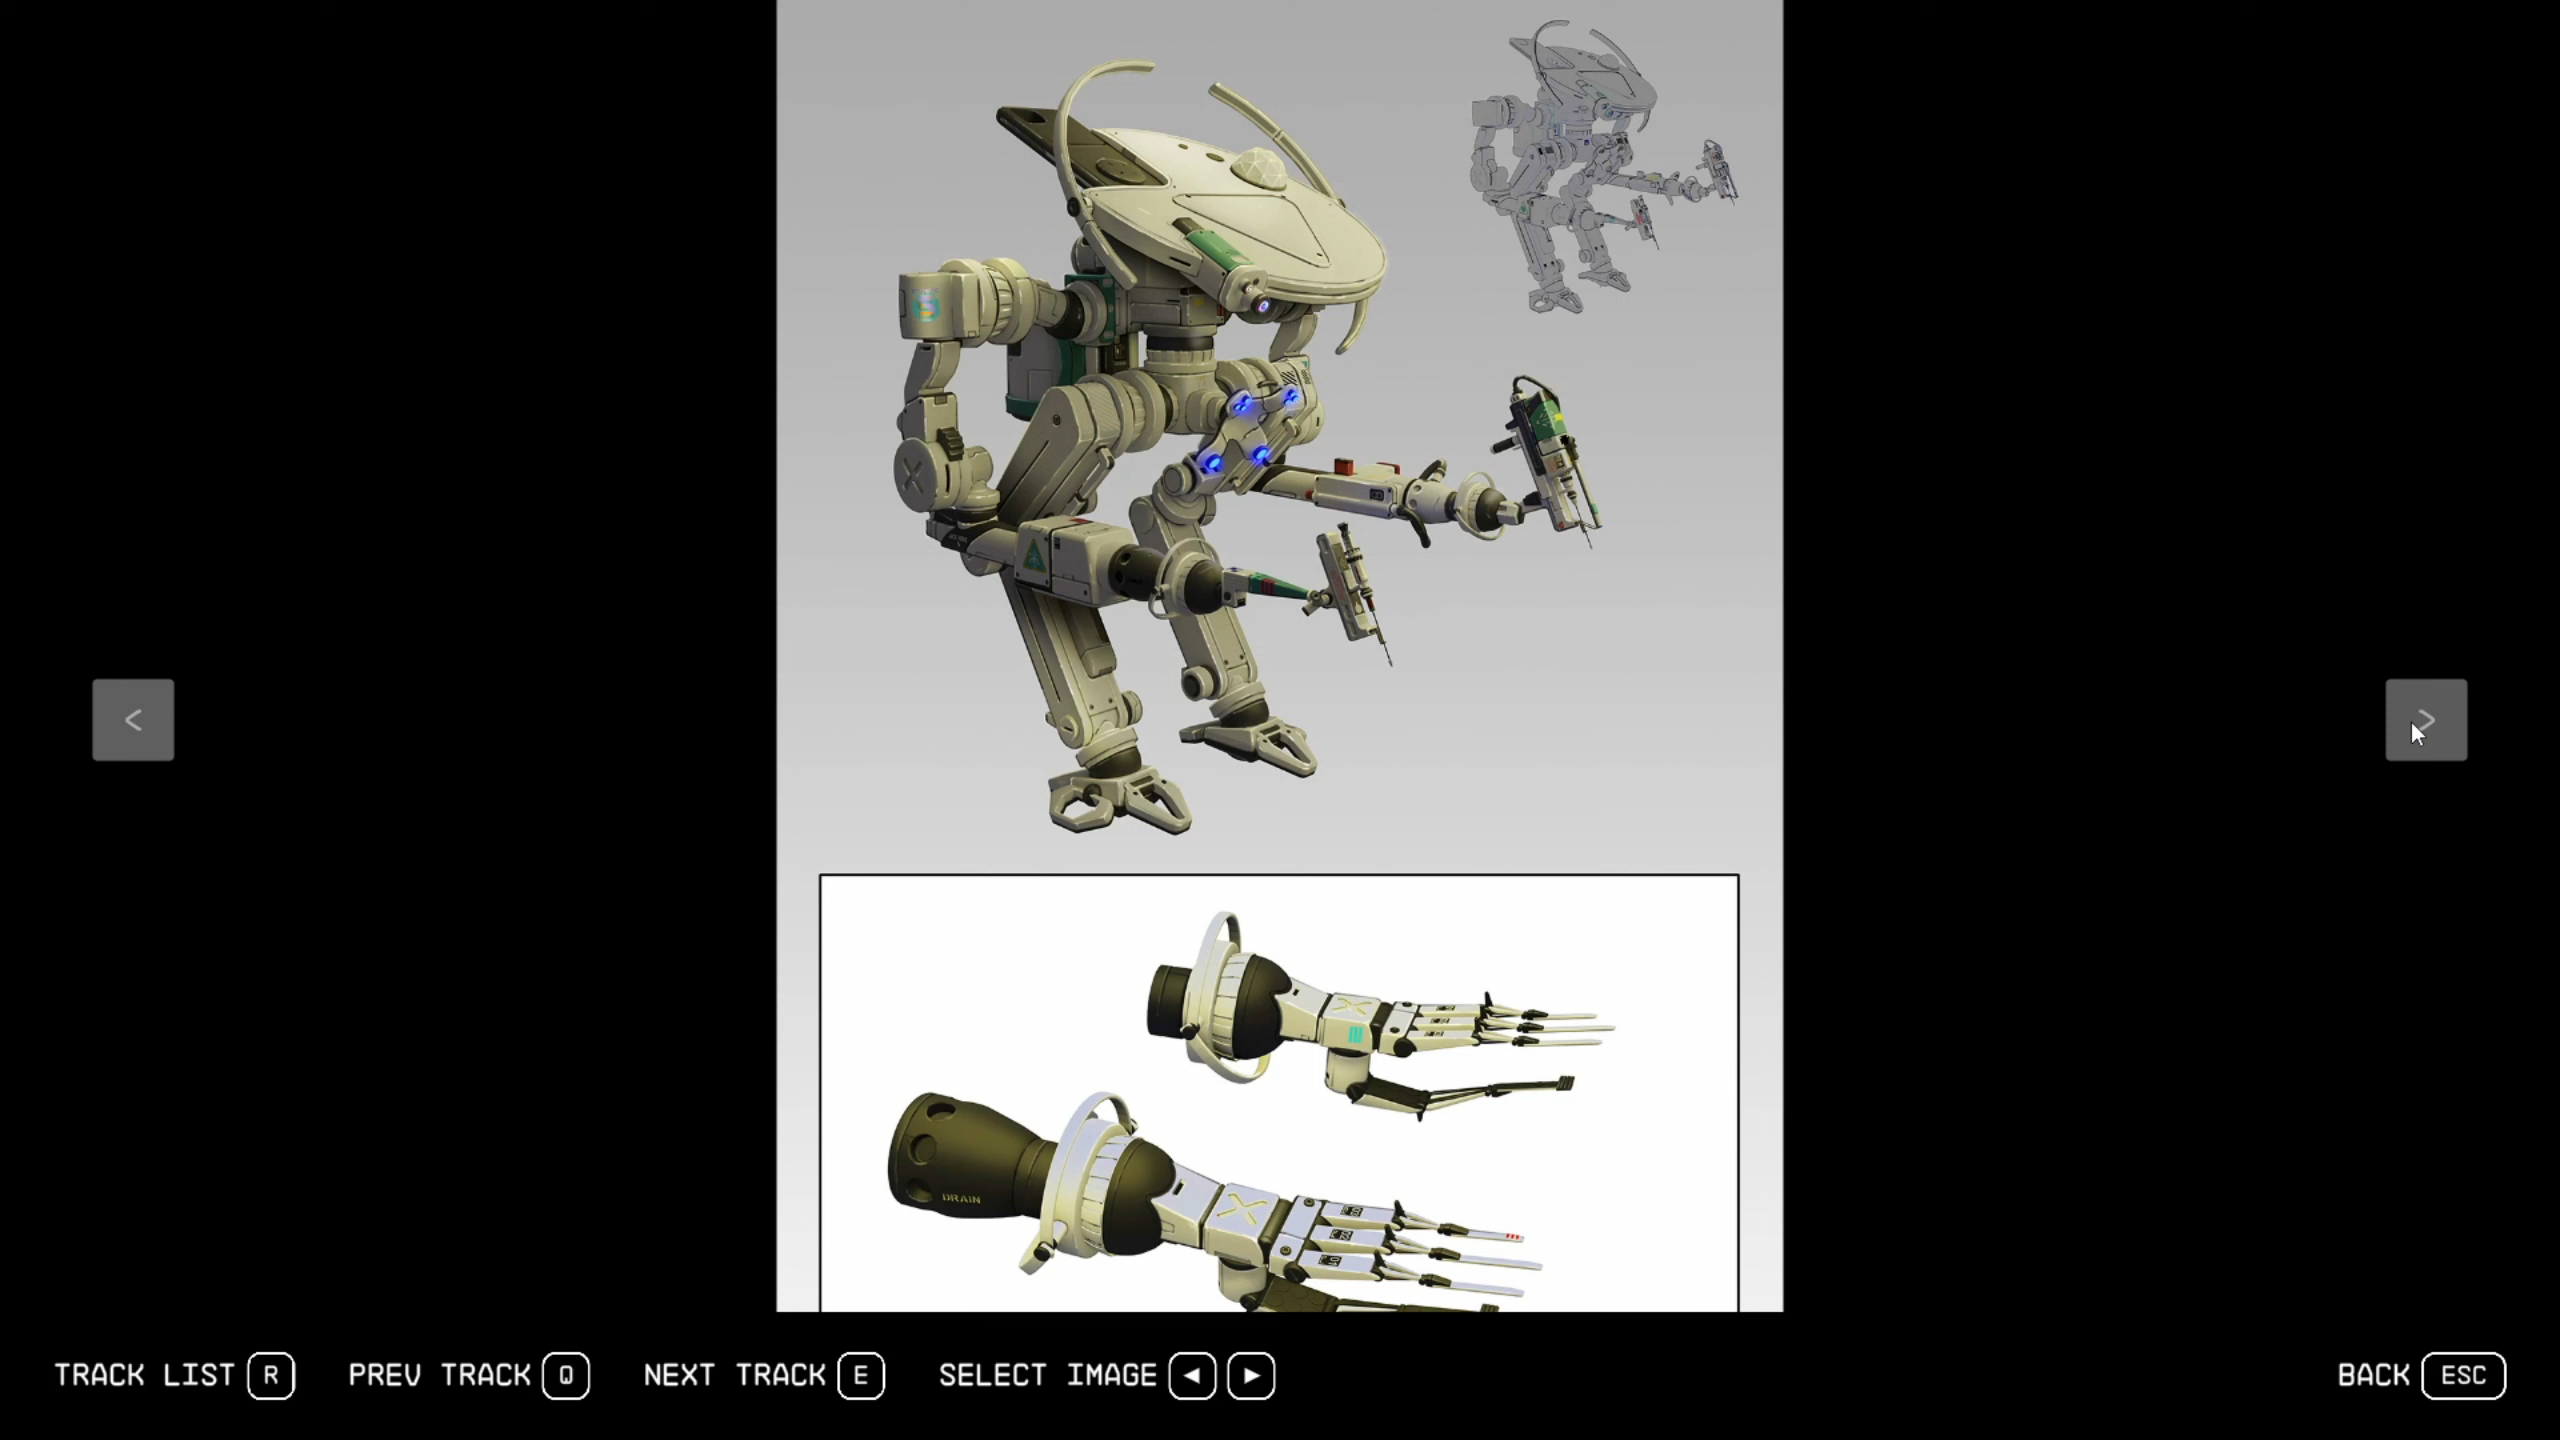 DRAIN
TRACK LIST R PREV TRACK Q NEXT TRACK E SELECT IMAGE ◄ ► BACK ESC